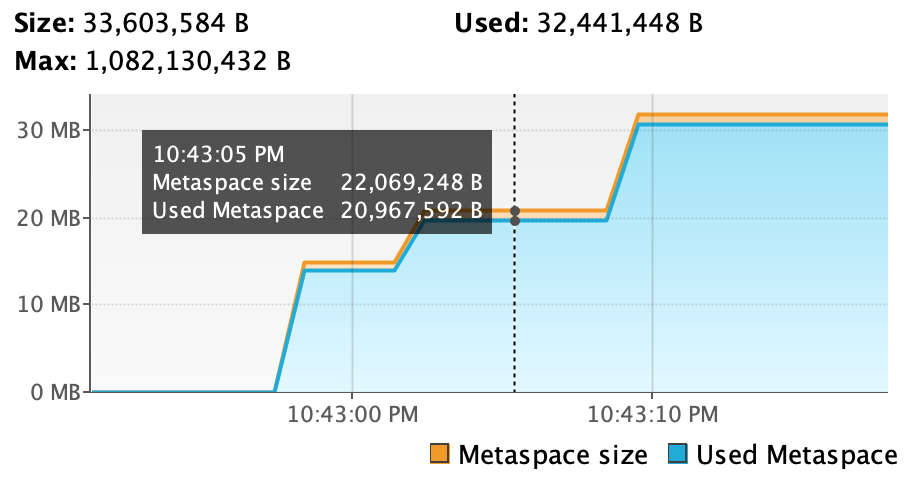 Size: 33,603,584 B Used: 32,441,448 B
Max: 1,082,130,432 B
30 MB
10:43:05 PM
Metaspace size 22,069,248 B
Used Metaspace 20,967,592 B
20 MB
10 MB
0 MB
10:43:00 PM 10:43:10 PM
Metaspace size Used Metaspace